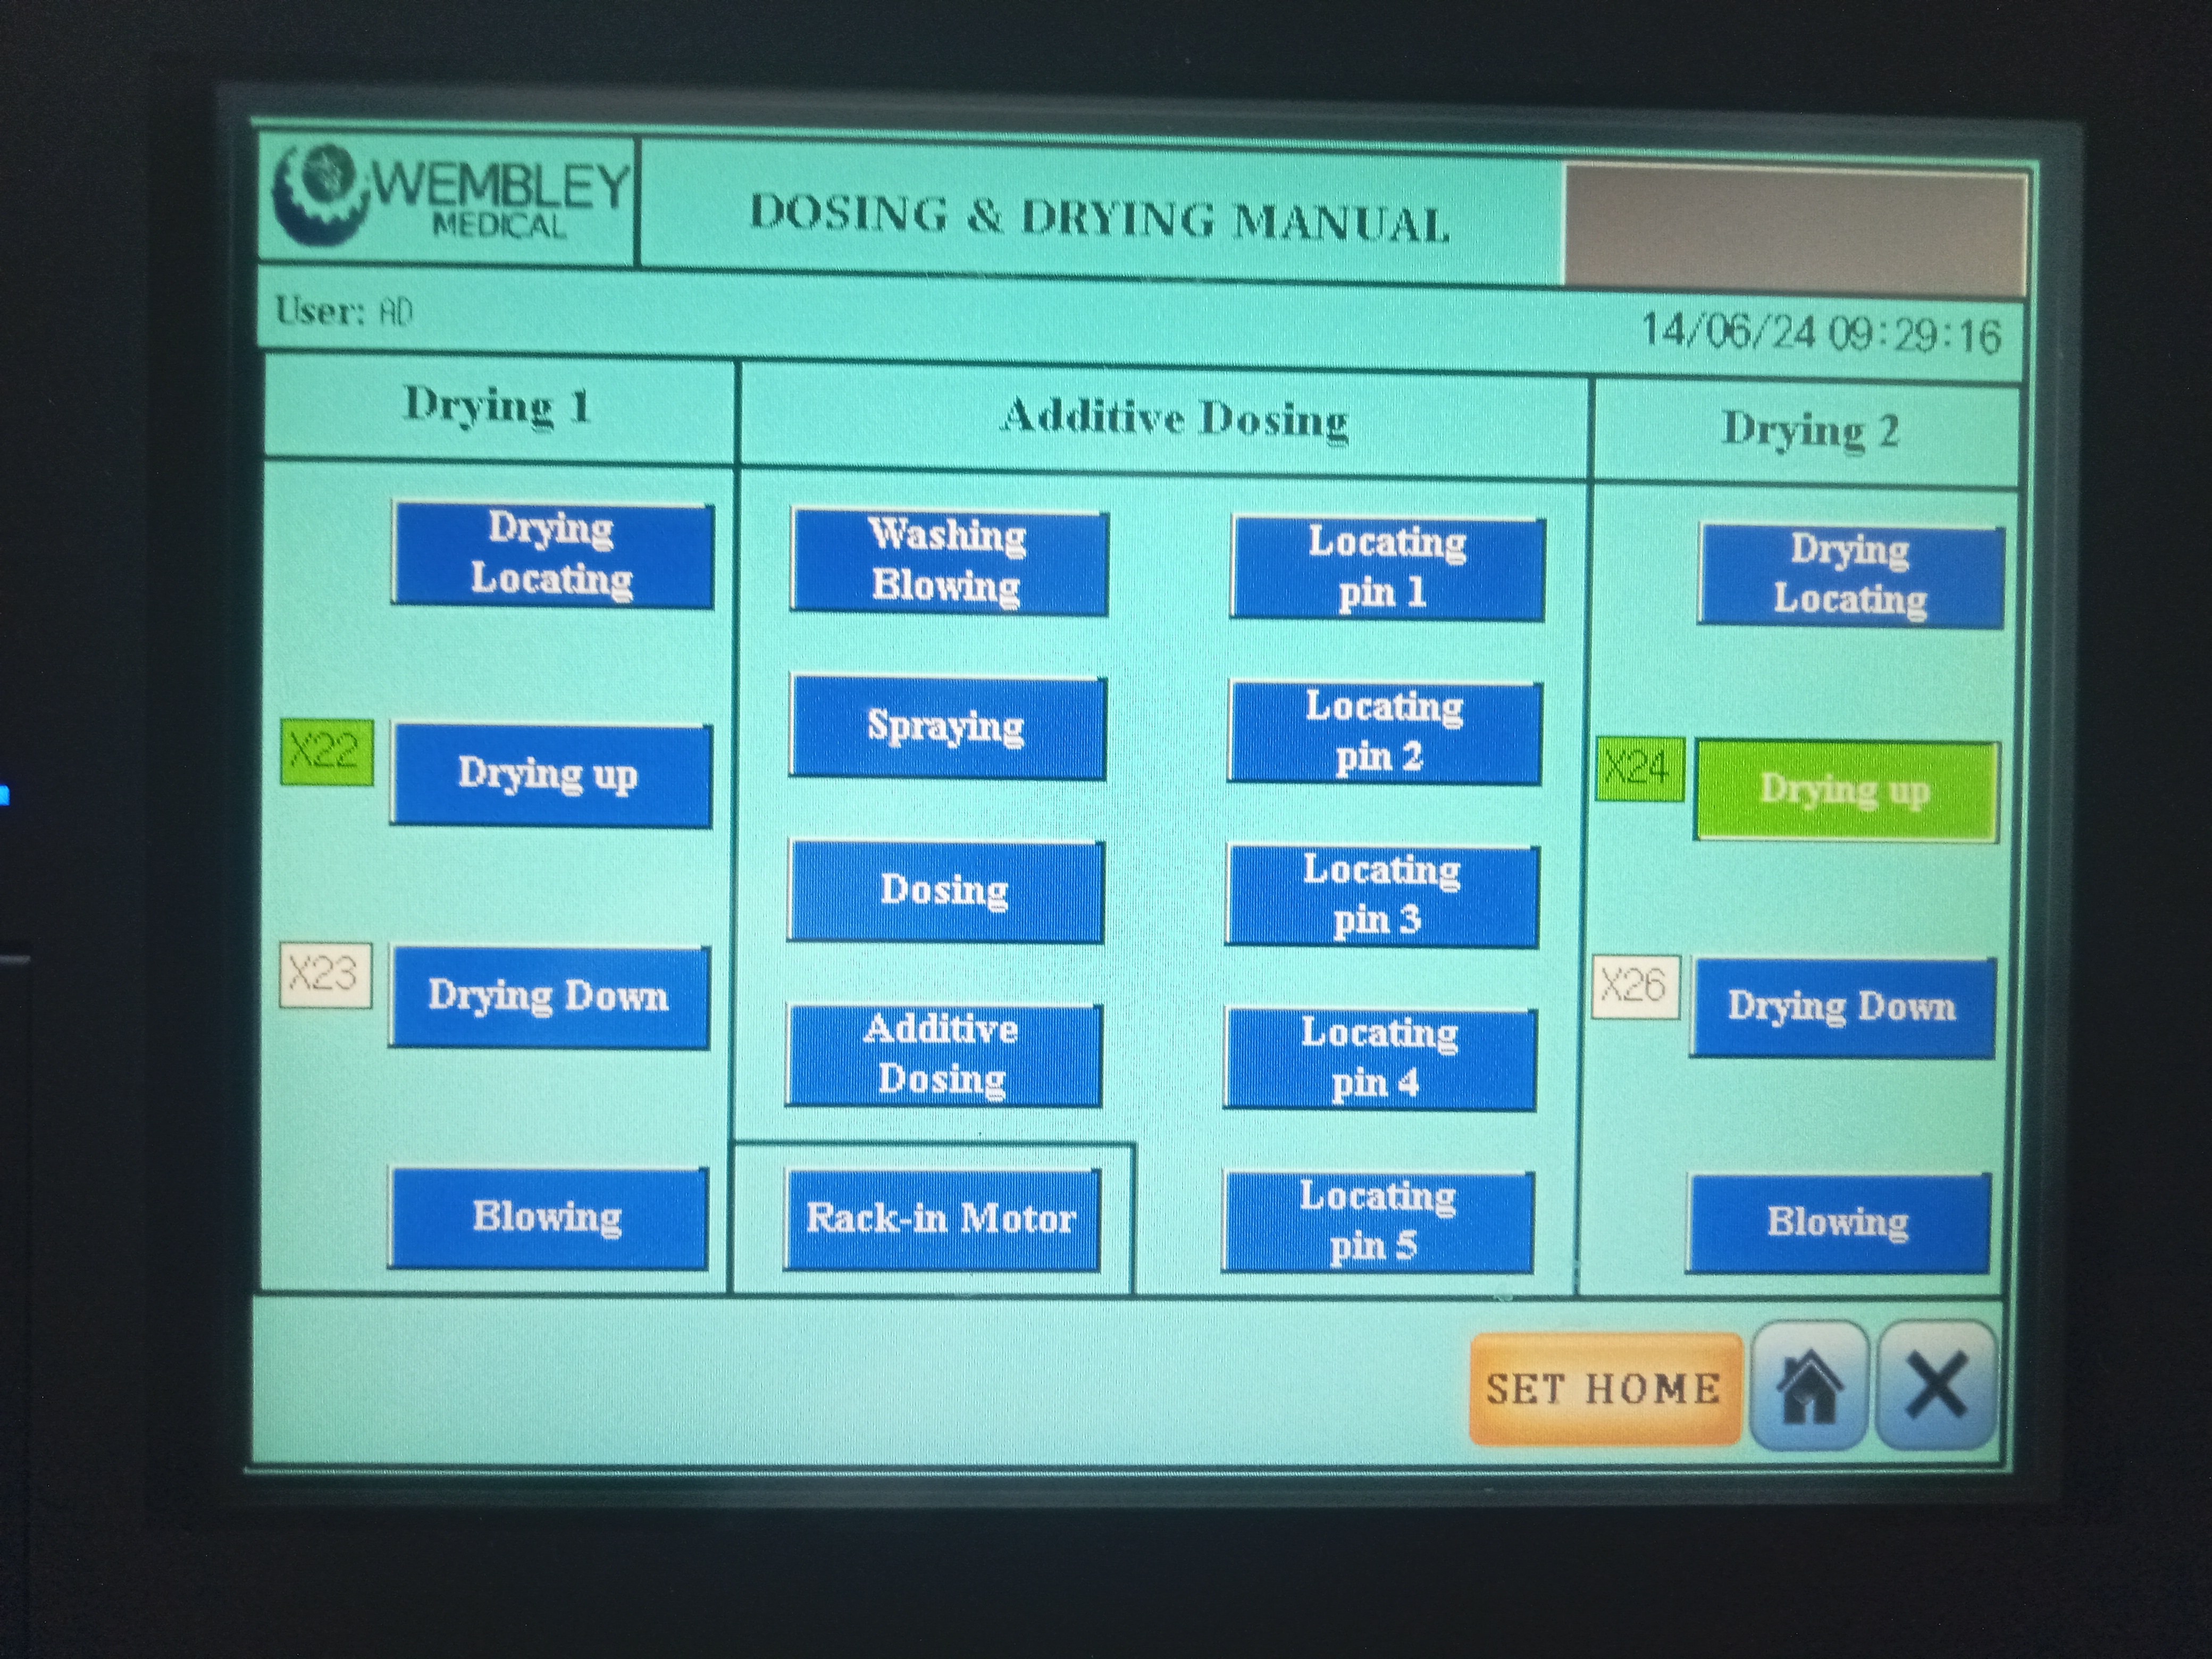 WEMBLEY
MEDICAL
DOSING & DRYING MANUAL
User: AD
14/06/24 09:29:16
Drying 1
Additive Dosing
Drying 2
Drying
Locating
Washing
Blowing
Locating
pin 1
Drying
Locating
X22
Drying up
Spraying
Locating
pin 2
X24
Drying up
Dosing
Locating
pin 3
X23
Drying Down
Additive
Dosing
Locating
pin 4
X26
Drying Down
Blowing
Rack-in Motor
Locating
pin 5
Blowing
SET HOME